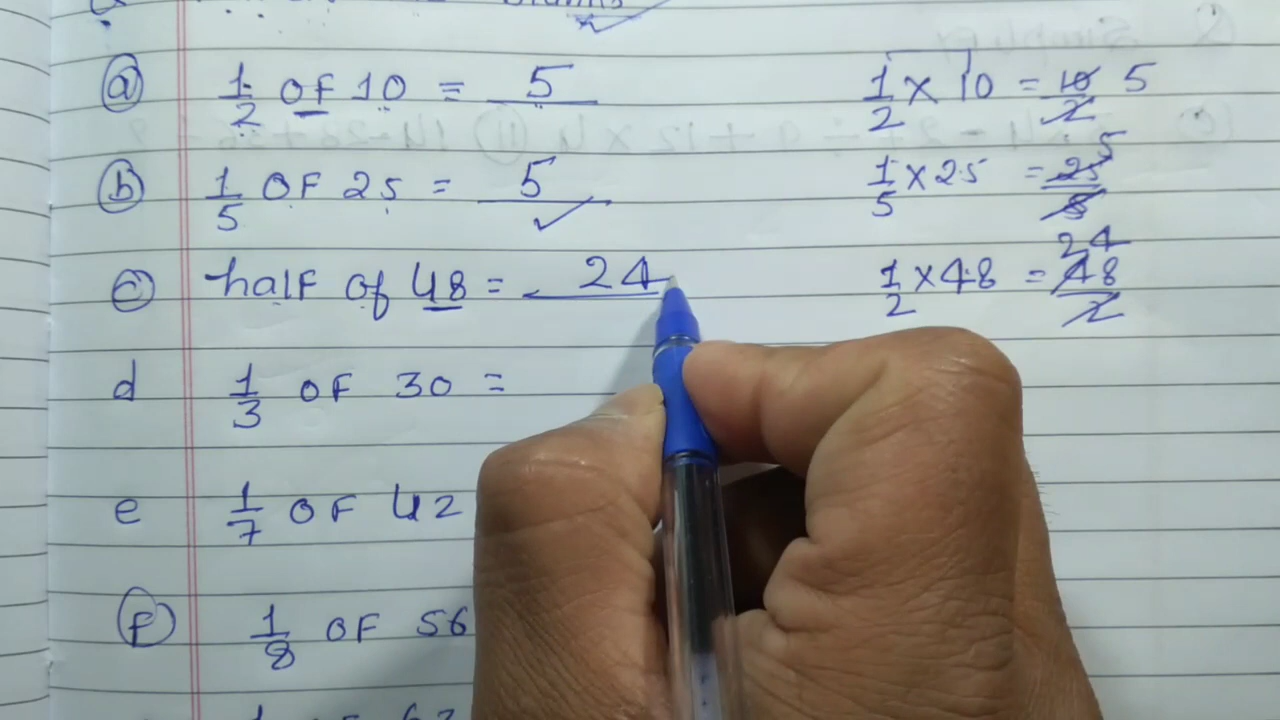 ⓐ 1/2 of 10 = 5 1/2 × 10 = 10/2 5
ⓑ 1/5 OF 25 = 5 1/5 × 25 = 25/5 5
ⓒ half of 48 = 24 1/2 × 48 = 48/2 24
d 1/3 OF 30 =
e 1/7 OF 42
ⓕ 1/8 OF 56